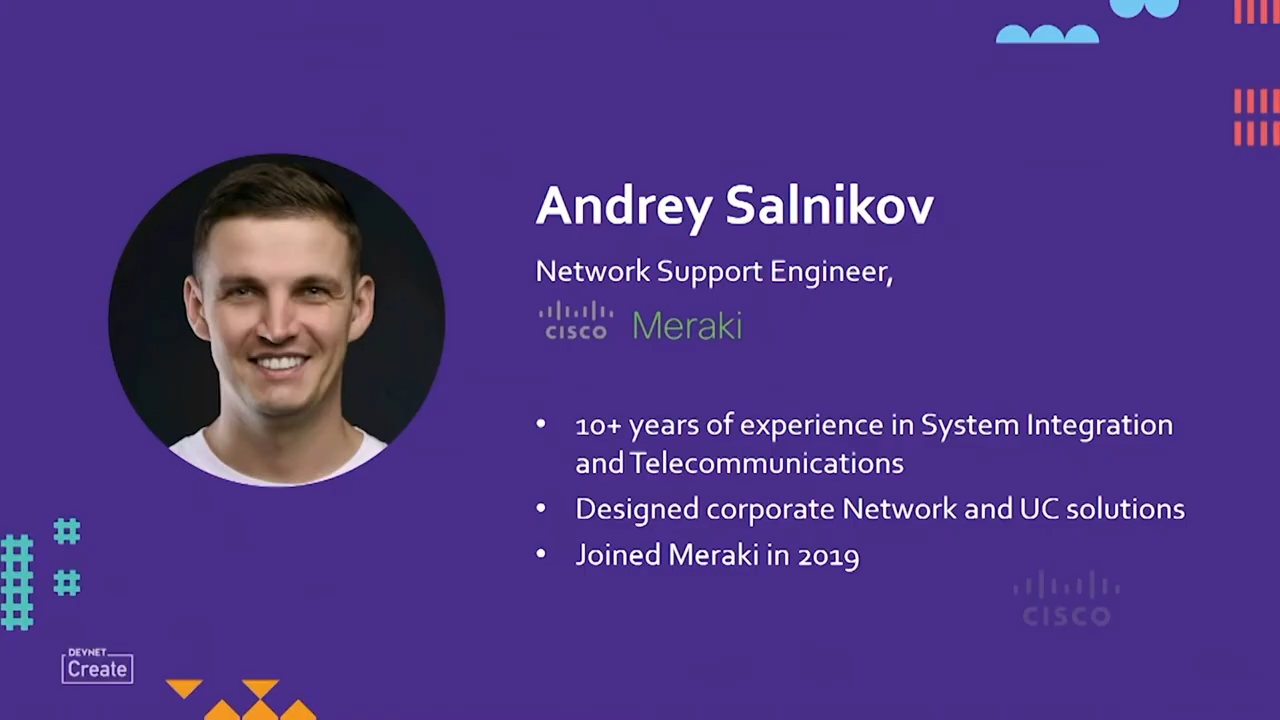 Andrey Salnikov
Network Support Engineer,
CISCO Meraki
• 10+ years of experience in System Integration
and Telecommunications
• Designed corporate Network and UC solutions
• Joined Meraki in 2019
CISCO
DEVNET
Create